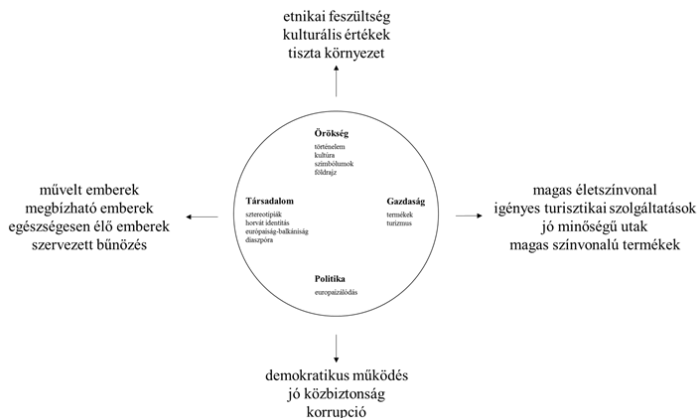 etnikai feszültség
kulturális értékek
tiszta környezet
Örökség
történelem
kultúra
szimbólumok
földrajz
művelt emberek
megbízható emberek
egészségesen élő emberek
szervezett bűnözés
Társadalom
sztereotípiák
horvát identitás
európaiság-balkániság
diaszpóra
Gazdaság
termékek
turizmus
magas életszínvonal
igényes turisztikai szolgáltatások
jó minőségű utak
magas színvonalú termékek
Politika
europaizálódás
demokratikus működés
jó közbiztonság
korrupció